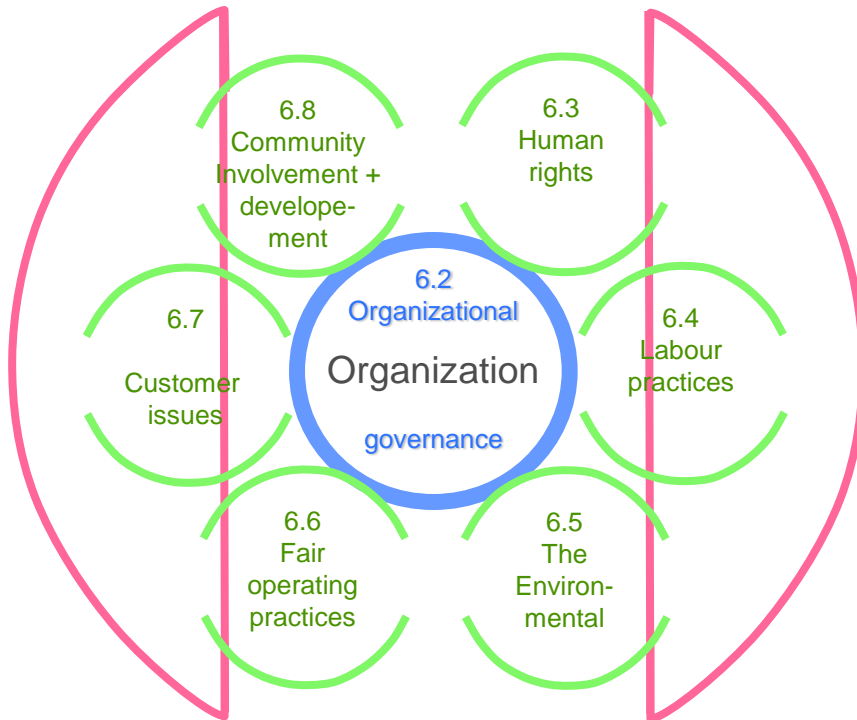 6.8
Community
Involvement +
develope-
ment
6.3
Human
rights
6.2
Organizational
Organization
governance
6.7
Customer
issues
6.4
Labour
practices
6.6
Fair
operating
practices
6.5
The
Environ-
mental